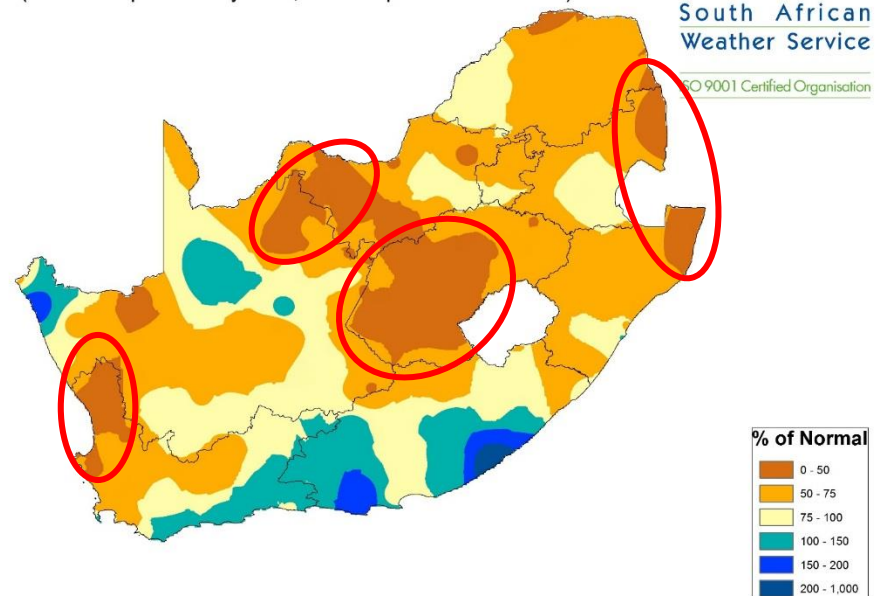 South African
Weather Service
SO 9001 Certified Organisation
% of Normal
0 - 50
50 - 75
75 - 100
100 - 150
150 - 200
200 - 1,000